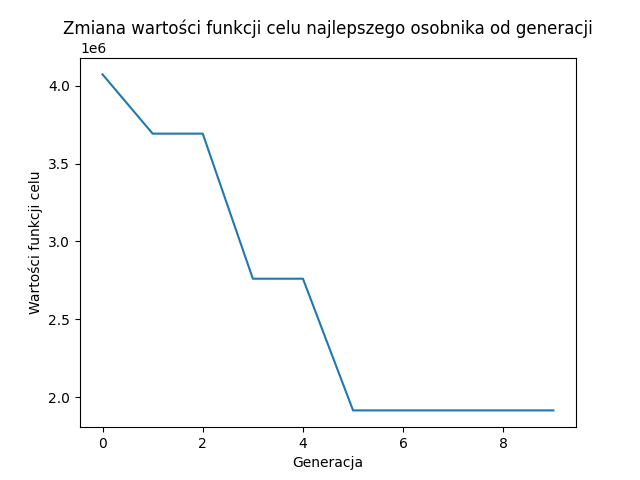 Zmiana wartości funkcji celu najlepszego osobnika od generacji
1e6
4.0
3.5
3.0
2.5
2.0
Wartości funkcji celu
0 2 4 6 8
Generacja